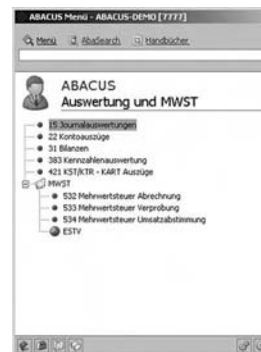 ABACUS Menü - ABACUS-DEMO [7777]
Menü AbaSearch Handbücher
ABACUS
Auswertung und MWST
15 Journalauswertungen
22 Kontoauszüge
31 Bilanzen
383 Kennzahlenauswertung
421 KST/KTR - KART Auszüge
MWST
532 Mehrwertsteuer Abrechnung
533 Mehrwertsteuer Verprobung
534 Mehrwertsteuer Umsatzabstimmung
ESTV